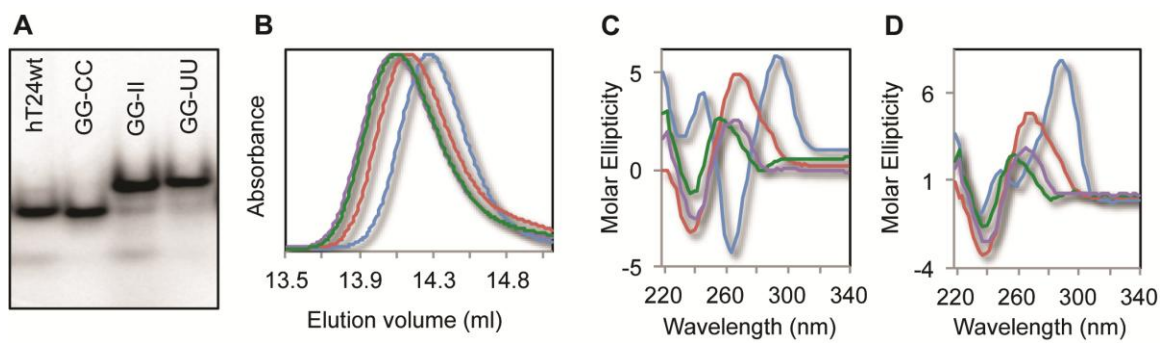 A
hT24wt
GG-CC
GG-II
GG-UU
B
Absorbance
13.5 13.9 14.3 14.8
Elution volume (ml)
C
Molar Ellipticity
5
0
-5
220 260 300 340
Wavelength (nm)
D
Molar Ellipticity
6
1
-4
220 260 300 340
Wavelength (nm)